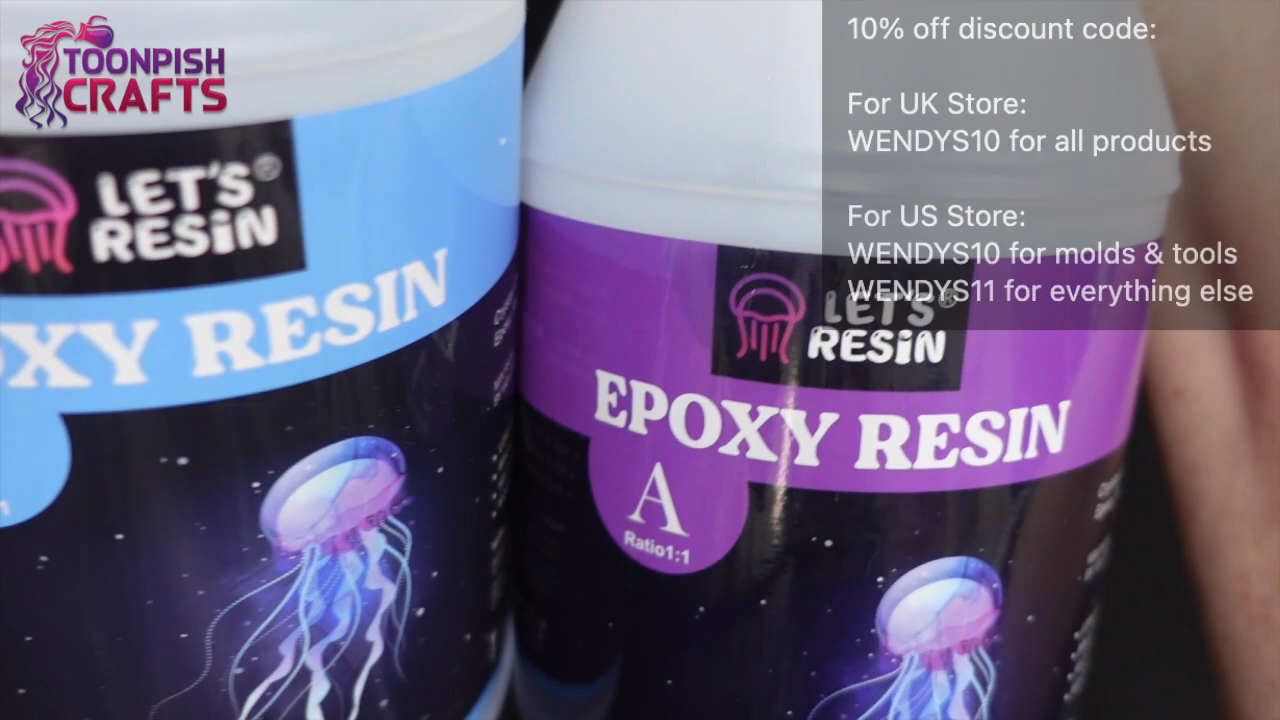 TOONPISH
CRAFTS
LET'S®
RESIN
XY RESIN
10% off discount code:
For UK Store:
WENDYS10 for all products
For US Store:
WENDYS10 for molds & tools
WENDYS11 for everything else
LET'S®
RESIN
EPOXY RESIN
A
Ratio1:1